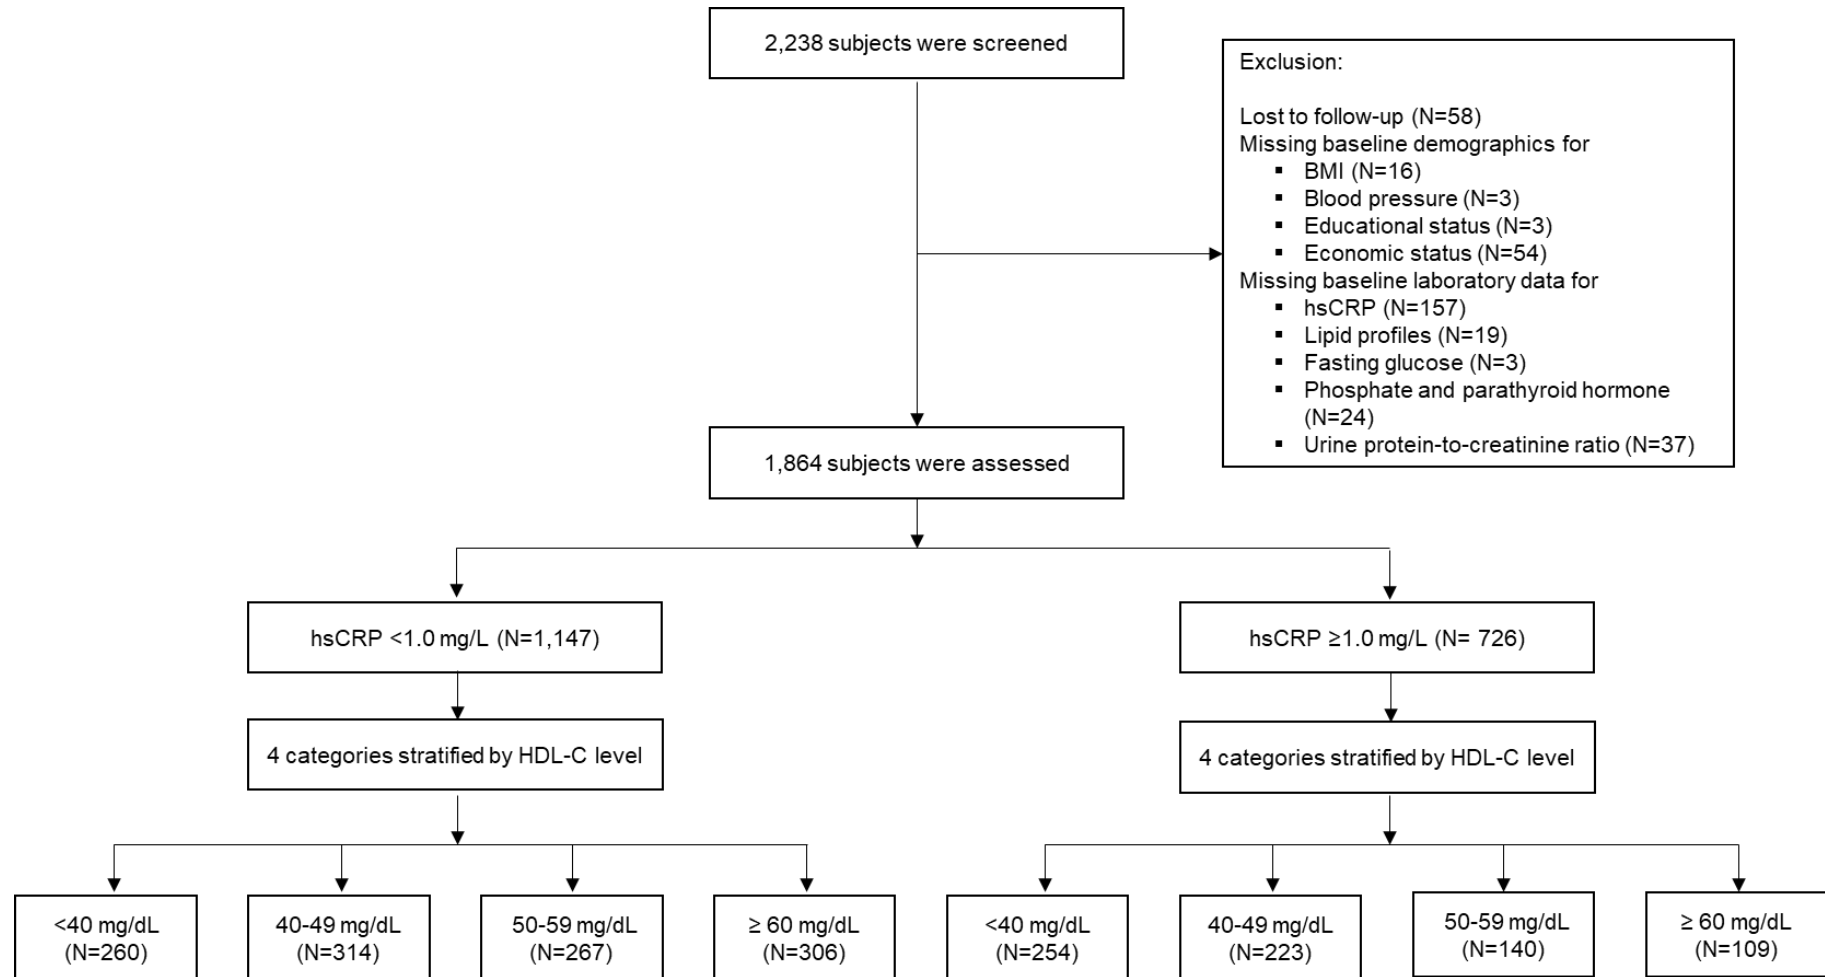 2,238 subjects were screened
Exclusion:
Lost to follow-up (N=58)
Missing baseline demographics for
▪ BMI (N=16)
▪ Blood pressure (N=3)
▪ Educational status (N=3)
▪ Economic status (N=54)
Missing baseline laboratory data for
▪ hsCRP (N=157)
▪ Lipid profiles (N=19)
▪ Fasting glucose (N=3)
▪ Phosphate and parathyroid hormone
(N=24)
▪ Urine protein-to-creatinine ratio (N=37)
1,864 subjects were assessed
hsCRP <1.0 mg/L (N=1,147)
hsCRP ≥1.0 mg/L (N= 726)
4 categories stratified by HDL-C level
4 categories stratified by HDL-C level
<40 mg/dL
(N=260)
40-49 mg/dL
(N=314)
50-59 mg/dL
(N=267)
≥ 60 mg/dL
(N=306)
<40 mg/dL
(N=254)
40-49 mg/dL
(N=223)
50-59 mg/dL
(N=140)
≥ 60 mg/dL
(N=109)